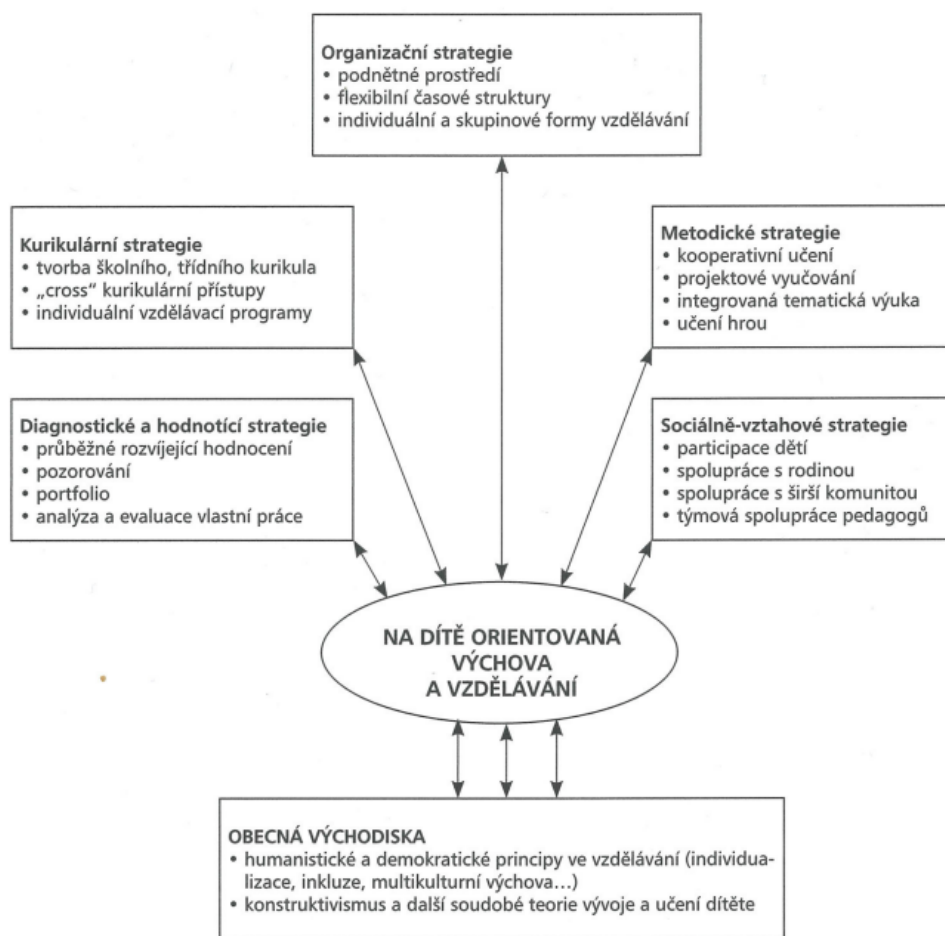 Organizační strategie
• podnětné prostředí
• flexibilní časové struktury
• individuální a skupinové formy vzdělávání
Kurikulární strategie
• tvorba školního, třídního kurikula
• „cross“ kurikulární přístupy
• individuální vzdělávací programy
Metodické strategie
• kooperativní učení
• projektové vyučování
• integrovaná tematická výuka
• učení hrou
Diagnostické a hodnotící strategie
• průběžné rozvíjející hodnocení
• pozorování
• portfolio
• analýza a evaluace vlastní práce
Sociálně-vztahové strategie
• participace dětí
• spolupráce s rodinou
• spolupráce s širší komunitou
• týmová spolupráce pedagogů
NA DÍTĚ ORIENTOVANÁ
VÝCHOVA
A VZDĚLÁVÁNÍ
OBECNÁ VÝCHODISKA
• humanistické a demokratické principy ve vzdělávání (individua-
lizace, inkluze, multikulturní výchova...)
• konstruktivismus a další soudobé teorie vývoje a učení dítěte